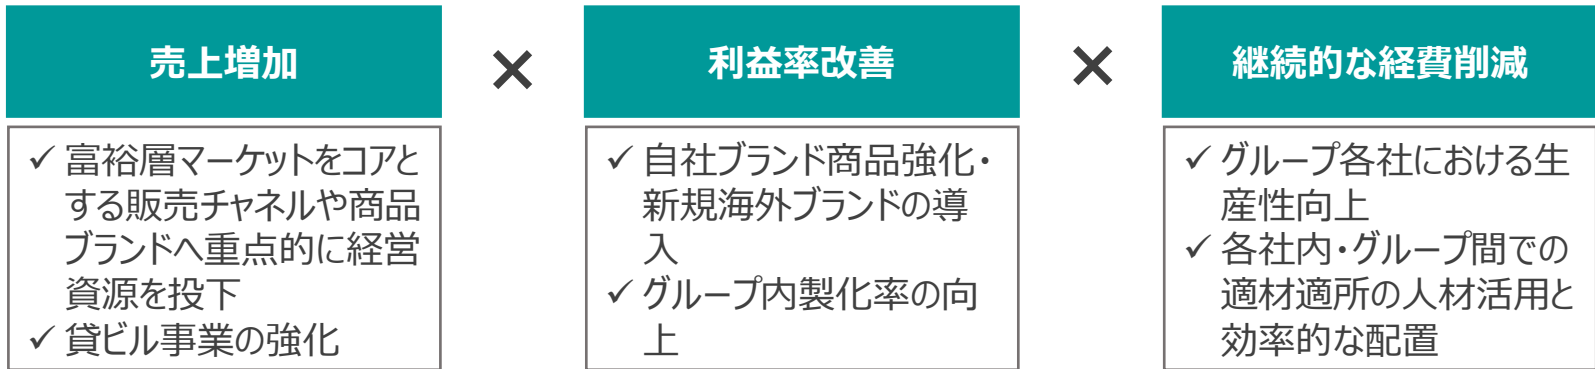 売上増加
×
利益率改善
×
継続的な経費削減
✓ 富裕層マーケットをコアと
する販売チャネルや商品
ブランドへ重点的に経営
資源を投下
✓ 貸ビル事業の強化
✓ 自社ブランド商品強化・
新規海外ブランドの導
入
✓ グループ内製化率の向
上
✓ グループ各社における生
産性向上
✓ 各社内・グループ間での
適材適所の人材活用と
効率的な配置